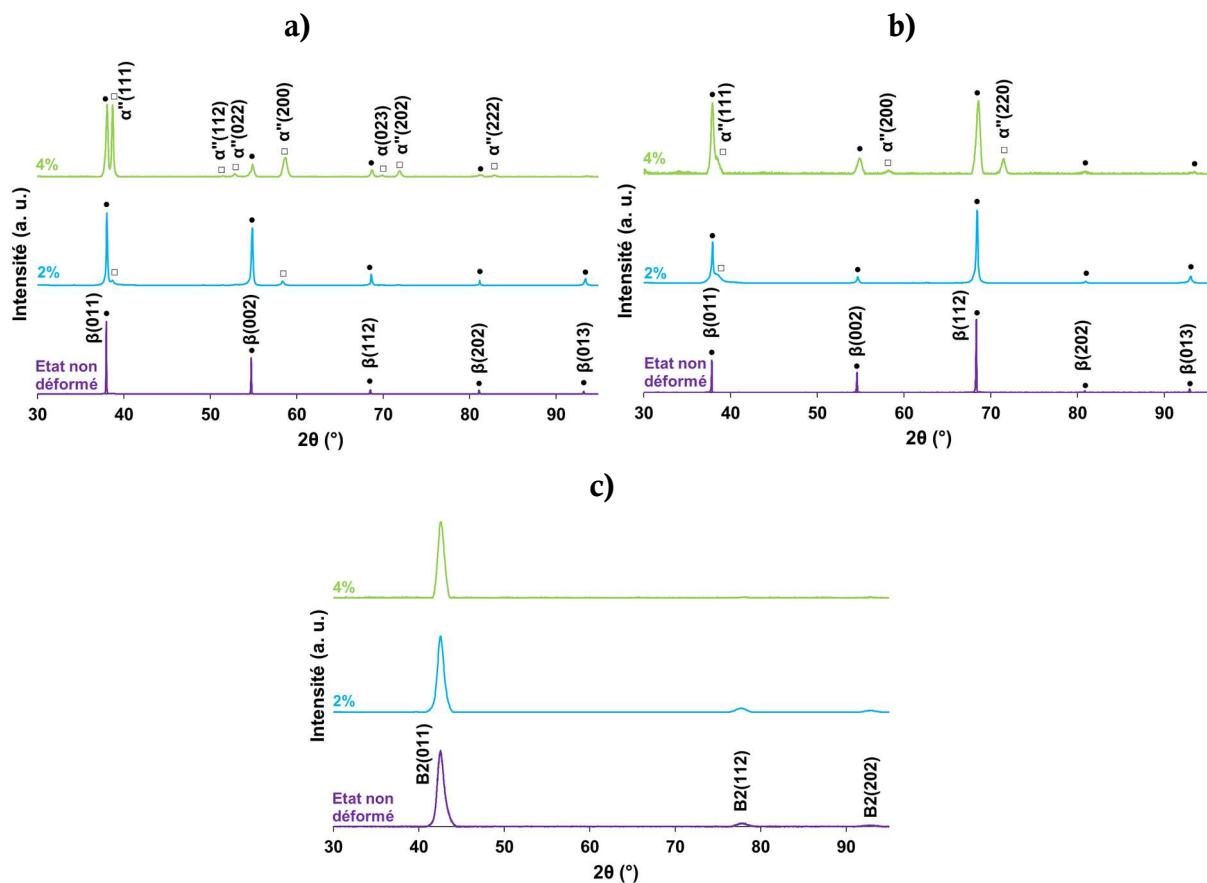 a)
α"(111)
α"(112)
α"(022)
α"(200)
α(023)
α"(202)
α"(222)
4%
2%
β(011)
β(002)
β(112)
β(202)
β(013)
Etat non
déformé
Intensité (a. u.)
30 40 50 60 70 80 90
2θ (°)
b)
α"(111)
α"(200)
α"(220)
4%
2%
β(011)
β(002)
β(112)
β(202)
β(013)
Etat non
déformé
Intensité (a. u.)
30 40 50 60 70 80 90
2θ (°)
c)
4%
2%
B2(011)
B2(112)
B2(202)
Etat non
déformé
Intensité (a. u.)
30 40 50 60 70 80 90
2θ (°)